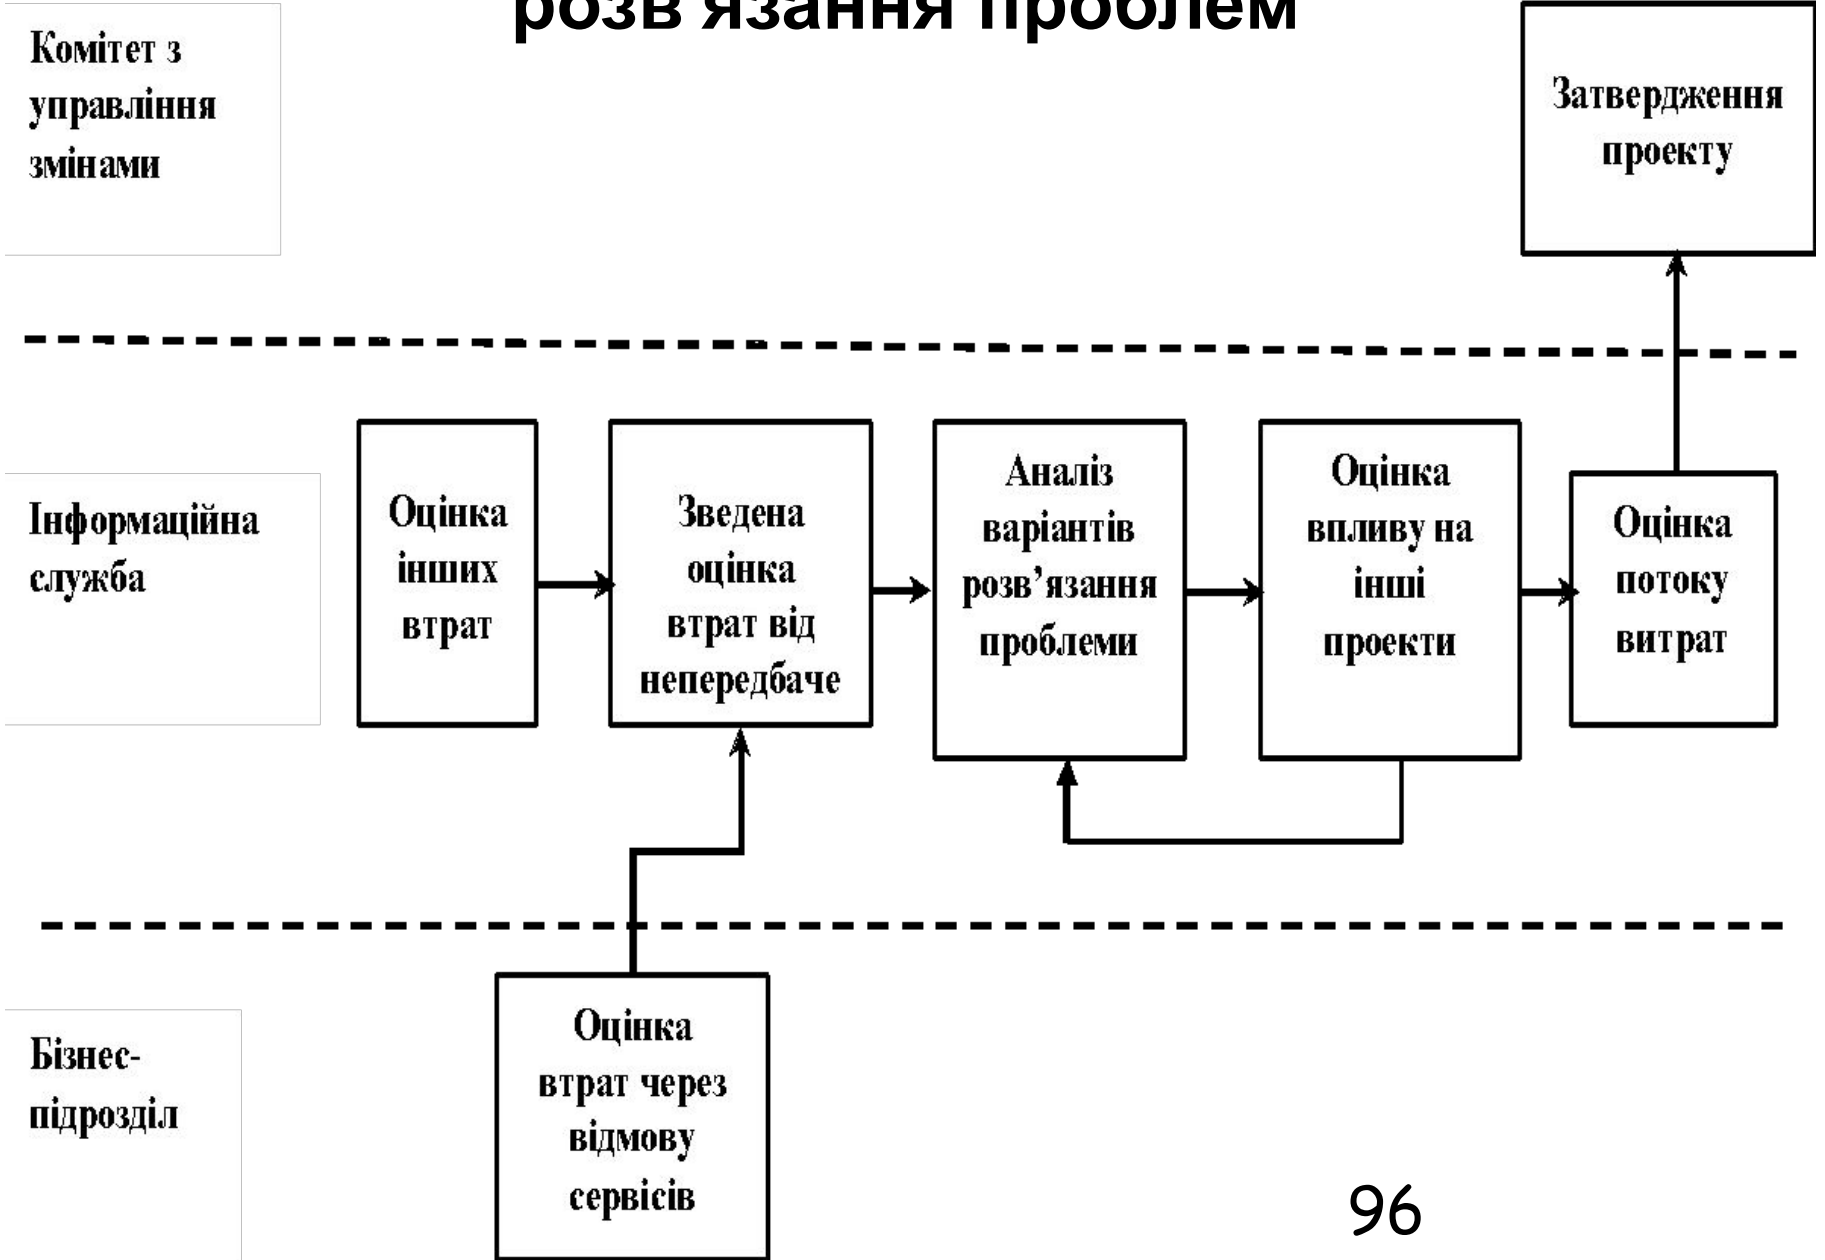 розв'язання проблем
Комітет з
управління
змінами
Затвердження
проекту
Інформаційна
служба
Оцінка
інших
втрат
Зведена
оцінка
втрат від
непередбаче
Аналіз
варіантів
розв’язання
проблеми
Оцінка
впливу на
інші
проекти
Оцінка
потоку
витрат
Бізнес-
підрозділ
Оцінка
втрат через
відмову
сервісів
96